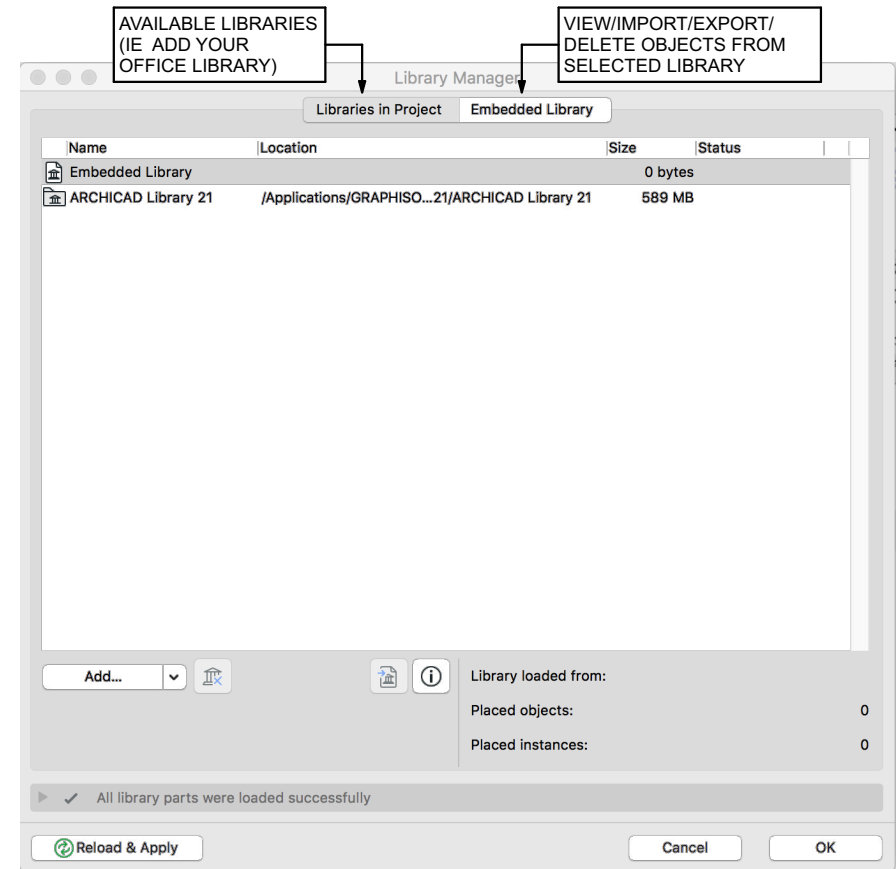 AVAILABLE LIBRARIES
(IE ADD YOUR
OFFICE LIBRARY)
VIEW/IMPORT/EXPORT/
DELETE OBJECTS FROM
SELECTED LIBRARY
Library Manager
Libraries in Project
Embedded Library
Name Location Size Status
Embedded Library 0 bytes
ARCHICAD Library 21 /Applications/GRAPHISO...21/ARCHICAD Library 21 589 MB
Add...
Library loaded from:
Placed objects: 0
Placed instances: 0
All library parts were loaded successfully
Reload & Apply
Cancel
OK